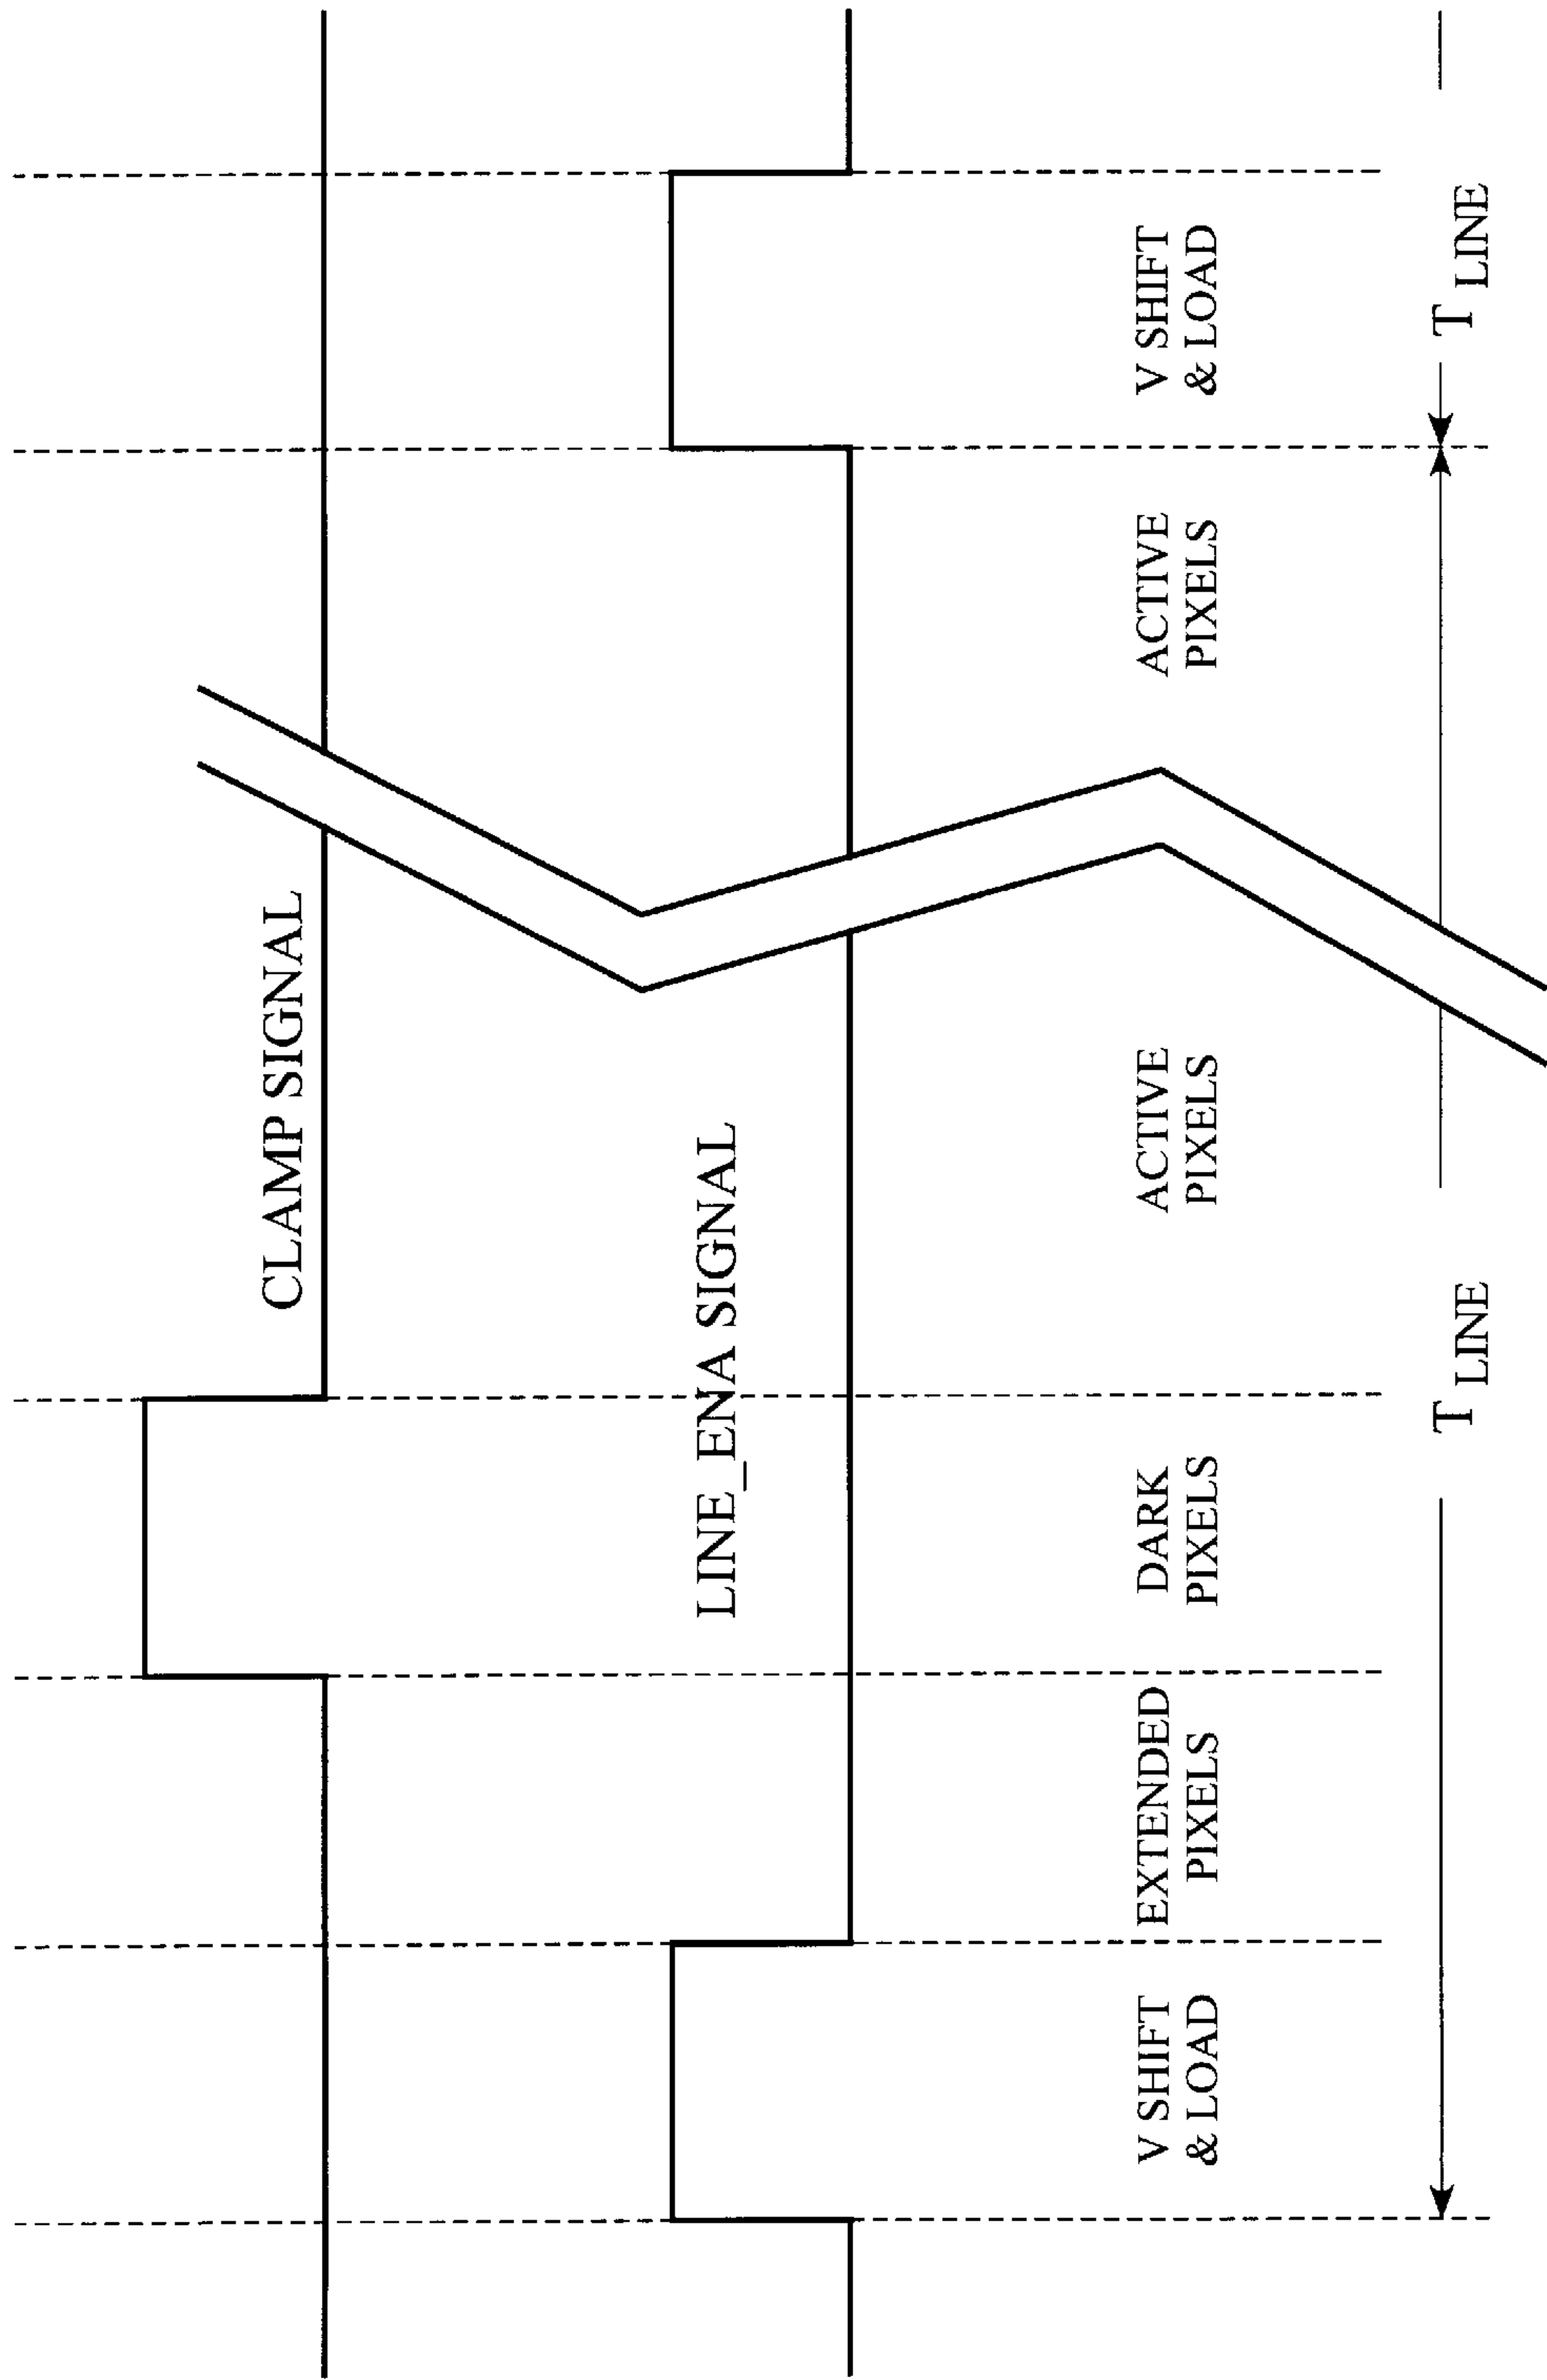 CLAMP SIGNAL
LINE_ENA SIGNAL
V SHIFT
& LOAD
EXTENDED
PIXELS
DARK
PIXELS
ACTIVE
PIXELS
ACTIVE
PIXELS
V SHIFT
& LOAD
T LINE
T LINE